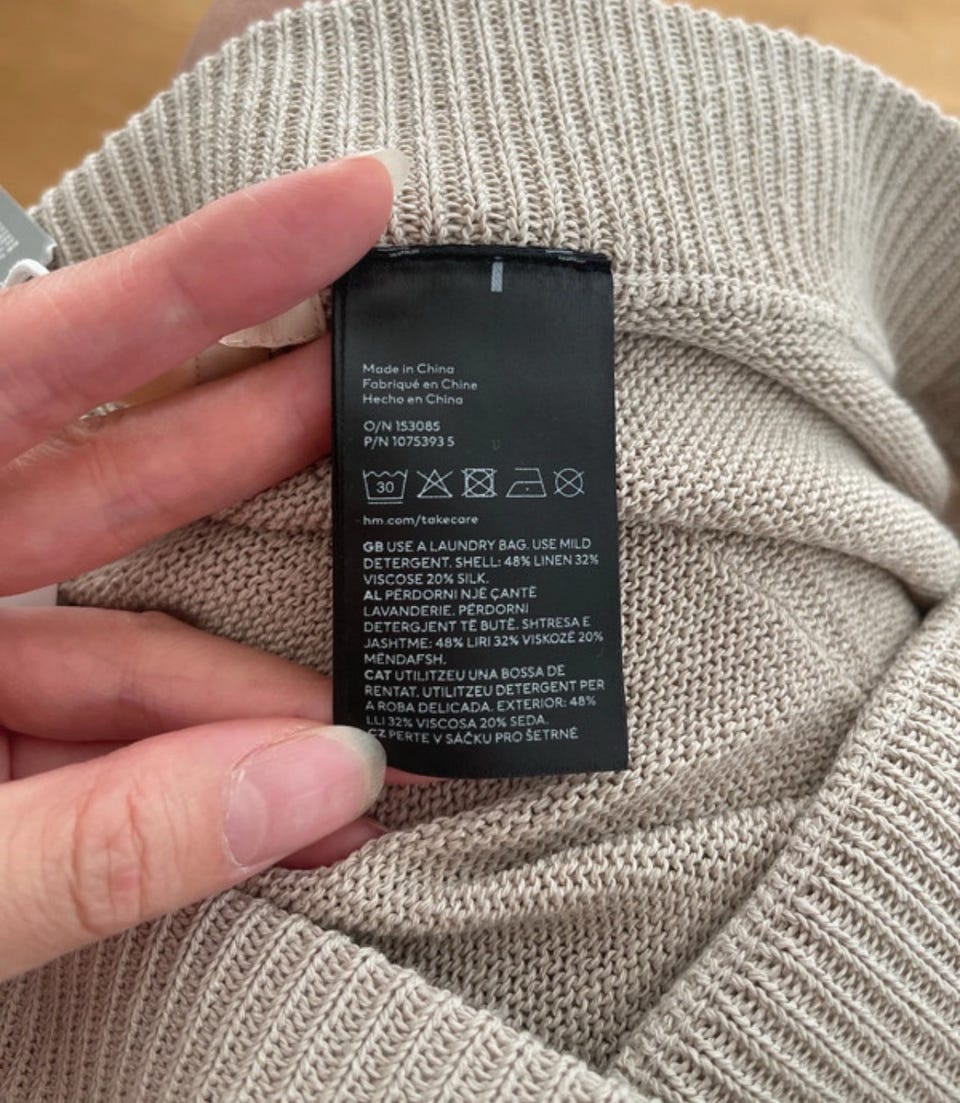 Made in China
Fabriqué en Chine
Hecho en China
O/N 153085
P/N 1075393 5
30
hm.com/takecare
GB USE A LAUNDRY BAG. USE MILD
DETERGENT. SHELL: 48% LINEN 32%
VISCOSE 20% SILK.
AL PËRDORNI NJË ÇANTË
LAVANDERIE. PËRDORNI
DETERGJENT TË BUTË. SHTRESA E
JASHTME: 48% LIRI 32% VISKOZË 20%
MËNDAFSH.
CAT UTILITZEU UNA BOSSA DE
RENTAT. UTILITZEU DETERGENT PER
A ROBA DELICADA. EXTERIOR: 48%
LLI 32% VISCOSA 20% SEDA.
CZ PERTE V SÁČKU PRO ŠETRNÉ